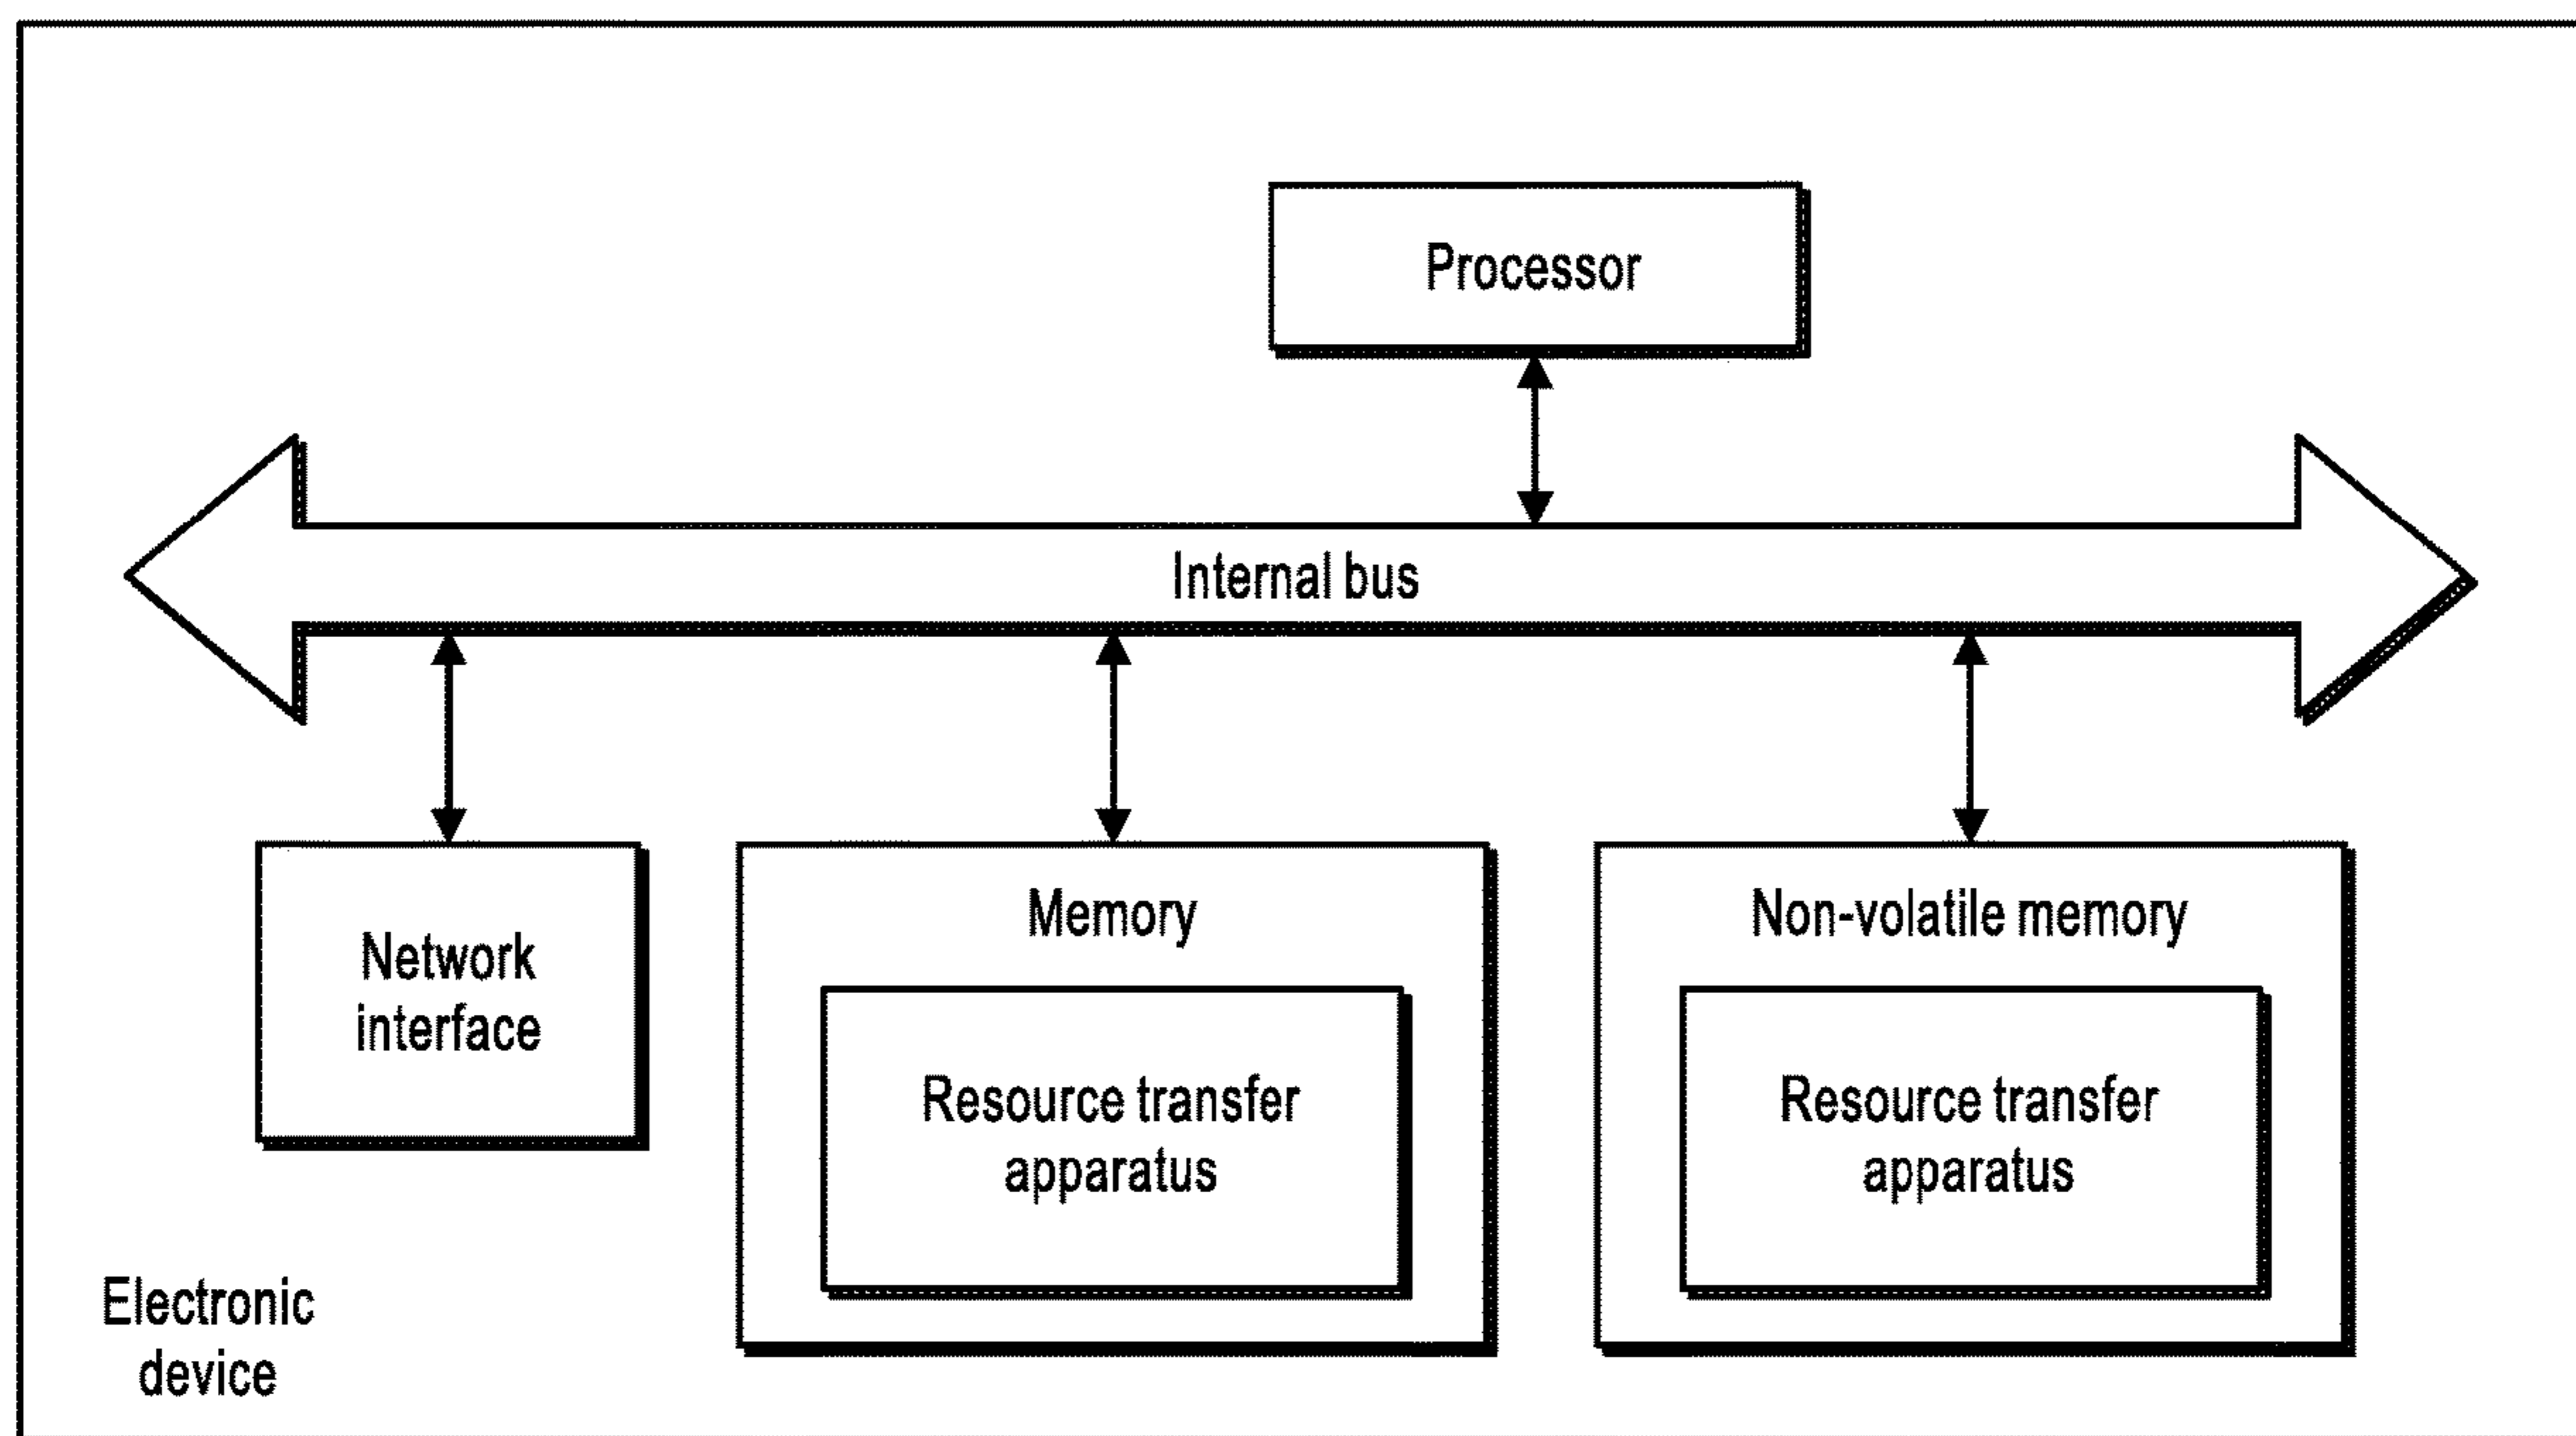 Processor
Internal bus
Network
interface
Memory
Resource transfer
apparatus
Non-volatile memory
Resource transfer
apparatus
Electronic
device